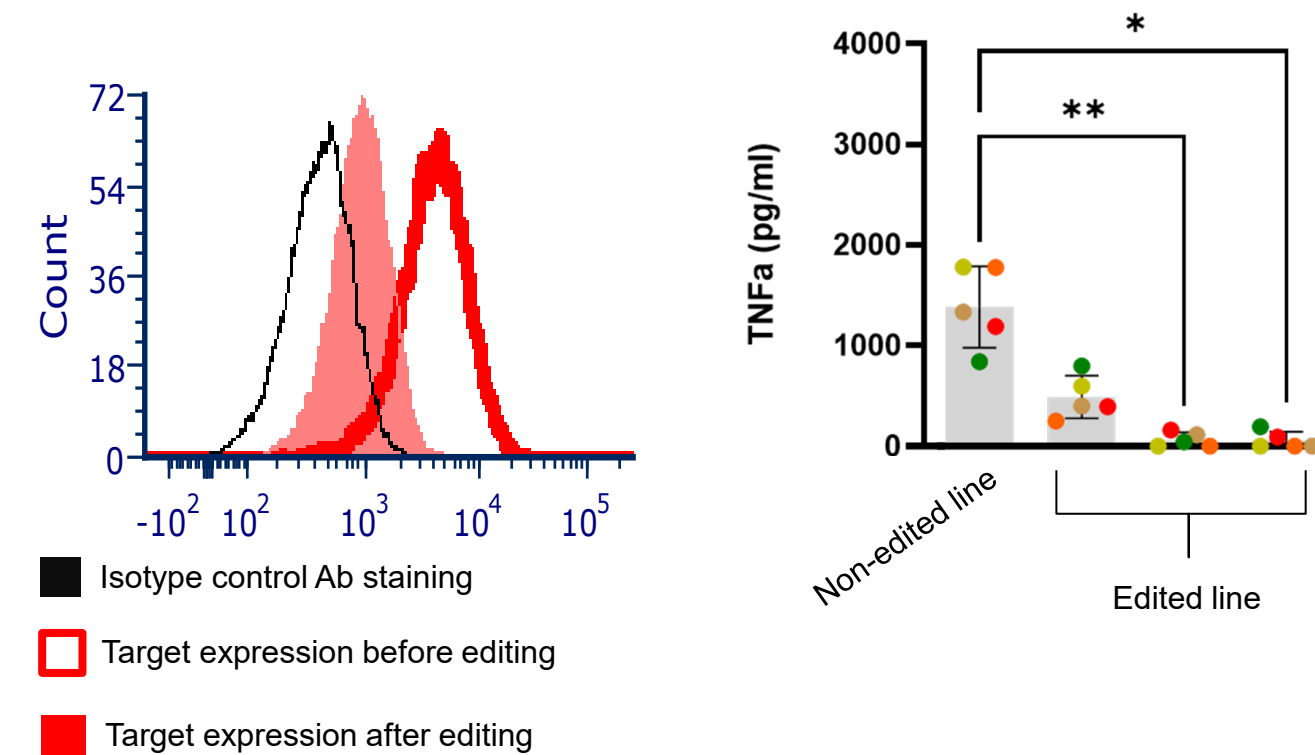 72
54
36
18
0
Count
-10² 10² 10³ 10⁴ 10⁵
Isotype control Ab staining
Target expression before editing
Target expression after editing
*
**
4000
3000
2000
1000
0
TNFa (pg/ml)
Non-edited line
Edited line